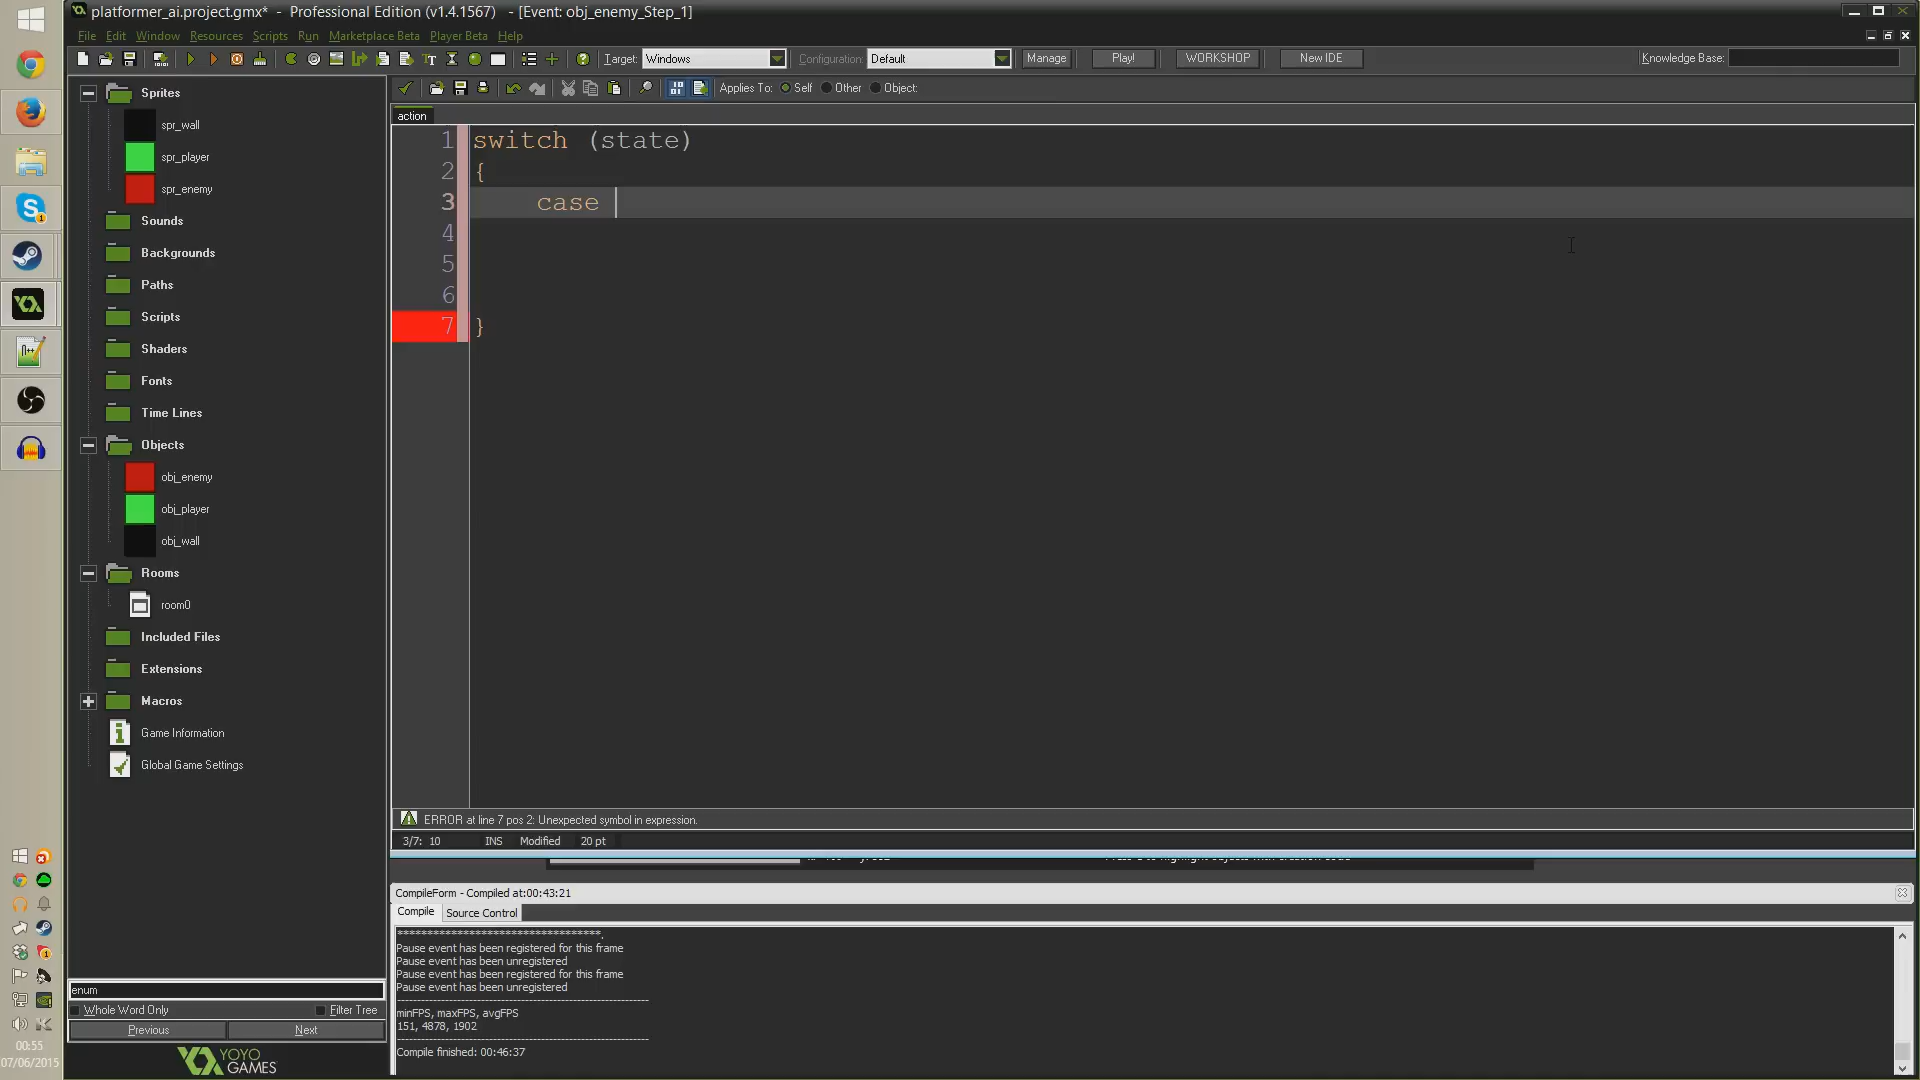 platformer_ai.project.gmx* - Professional Edition (v1.4.1567) - [Event: obj_enemy_Step_1]
File Edit Window Resources Scripts Run Marketplace Beta Player Beta Help
Target: Windows Configuration: Default Manage Play! WORKSHOP New IDE Knowledge Base:
Applies To: Self Other Object:
action
Sprites
spr_wall
spr_player
spr_enemy
Sounds
Backgrounds
Paths
Scripts
Shaders
Fonts
Time Lines
Objects
obj_enemy
obj_player
obj_wall
Rooms
room0
Included Files
Extensions
Macros
Game Information
Global Game Settings
enum
Whole Word Only Filter Tree
Previous Next
YOYO
GAMES
1 switch (state)
2 {
3 case
4
5
6
7 }
ERROR at line 7 pos 2: Unexpected symbol in expression.
3/7: 10 INS Modified 20 pt
CompileForm - Compiled at:00:43:21
Compile Source Control
***********************************.
Pause event has been registered for this frame
Pause event has been unregistered
Pause event has been registered for this frame
Pause event has been unregistered
minFPS, maxFPS, avgFPS
151, 4878, 1902
Compile finished: 00:46:37
00:55
07/06/2015